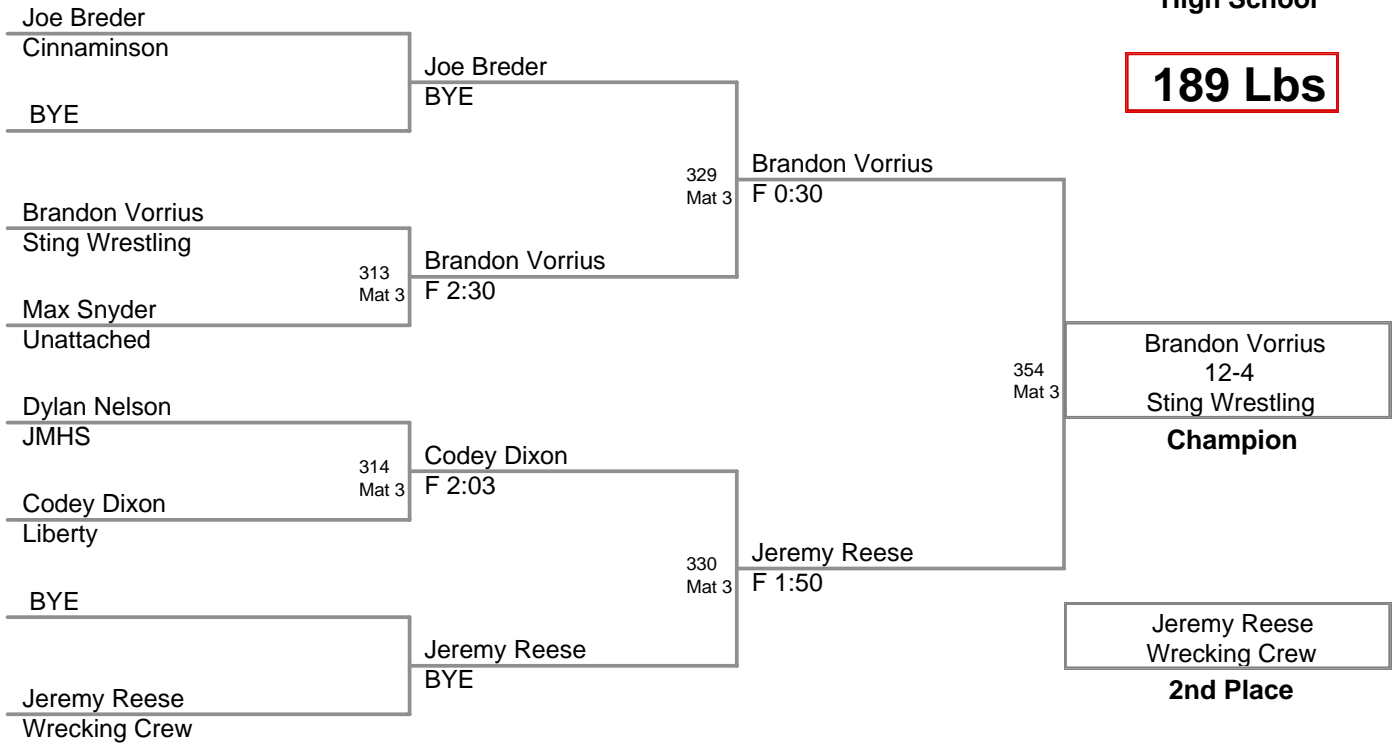 High School
189 Lbs
Joe Breder
Cinnaminson
BYE
Brandon Vorrius
Sting Wrestling
313
Mat 3
Max Snyder
Unattached
Dylan Nelson
JMHS
314
Mat 3
Codey Dixon
Liberty
BYE
Jeremy Reese
Wrecking Crew
Joe Breder
BYE
329
Mat 3
Brandon Vorrius
F 2:30
Codey Dixon
F 2:03
330
Mat 3
Jeremy Reese
BYE
Brandon Vorrius
F 0:30
354
Mat 3
Jeremy Reese
F 1:50
Brandon Vorrius
12-4
Sting Wrestling
Champion
Jeremy Reese
Wrecking Crew
2nd Place